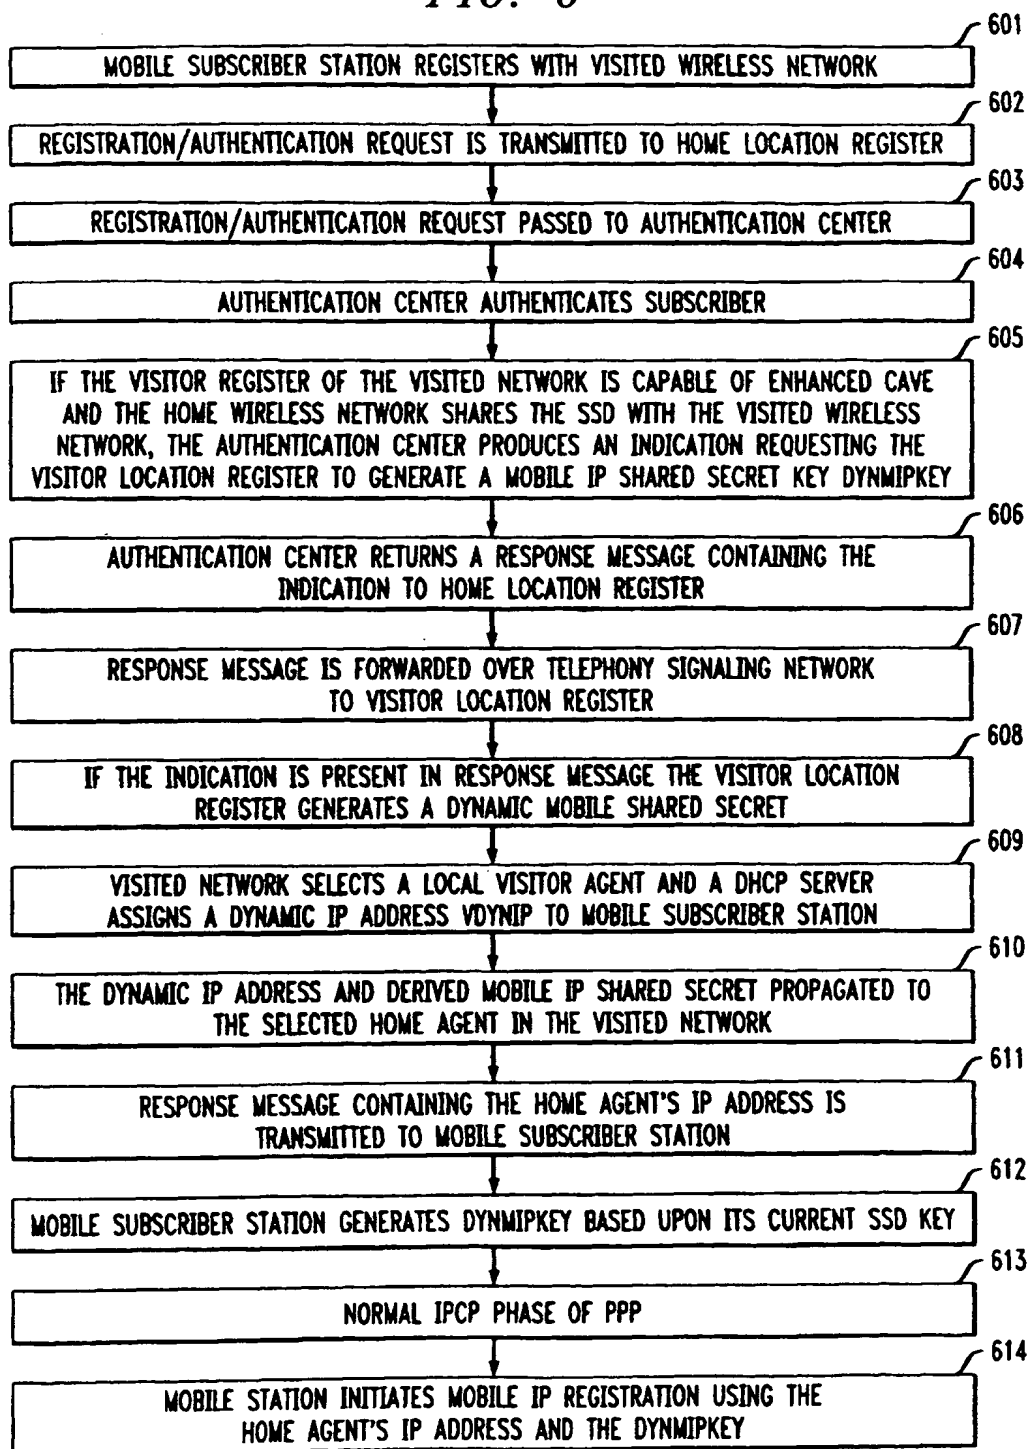 601
MOBILE SUBSCRIBER STATION REGISTERS WITH VISITED WIRELESS NETWORK
602
REGISTRATION/AUTHENTICATION REQUEST IS TRANSMITTED TO HOME LOCATION REGISTER
603
REGISTRATION/AUTHENTICATION REQUEST PASSED TO AUTHENTICATION CENTER
604
AUTHENTICATION CENTER AUTHENTICATES SUBSCRIBER
605
IF THE VISITOR REGISTER OF THE VISITED NETWORK IS CAPABLE OF ENHANCED CAVE
AND THE HOME WIRELESS NETWORK SHARES THE SSD WITH THE VISITED WIRELESS
NETWORK, THE AUTHENTICATION CENTER PRODUCES AN INDICATION REQUESTING THE
VISITOR LOCATION REGISTER TO GENERATE A MOBILE IP SHARED SECRET KEY DYNMIPKEY
606
AUTHENTICATION CENTER RETURNS A RESPONSE MESSAGE CONTAINING THE
INDICATION TO HOME LOCATION REGISTER
607
RESPONSE MESSAGE IS FORWARDED OVER TELEPHONY SIGNALING NETWORK
TO VISITOR LOCATION REGISTER
608
IF THE INDICATION IS PRESENT IN RESPONSE MESSAGE THE VISITOR LOCATION
REGISTER GENERATES A DYNAMIC MOBILE SHARED SECRET
609
VISITED NETWORK SELECTS A LOCAL VISITOR AGENT AND A DHCP SERVER
ASSIGNS A DYNAMIC IP ADDRESS VDYNIP TO MOBILE SUBSCRIBER STATION
610
THE DYNAMIC IP ADDRESS AND DERIVED MOBILE IP SHARED SECRET PROPAGATED TO
THE SELECTED HOME AGENT IN THE VISITED NETWORK
611
RESPONSE MESSAGE CONTAINING THE HOME AGENT'S IP ADDRESS IS
TRANSMITTED TO MOBILE SUBSCRIBER STATION
612
MOBILE SUBSCRIBER STATION GENERATES DYNMIPKEY BASED UPON ITS CURRENT SSD KEY
613
NORMAL IPCP PHASE OF PPP
614
MOBILE STATION INITIATES MOBILE IP REGISTRATION USING THE
HOME AGENT'S IP ADDRESS AND THE DYNMIPKEY